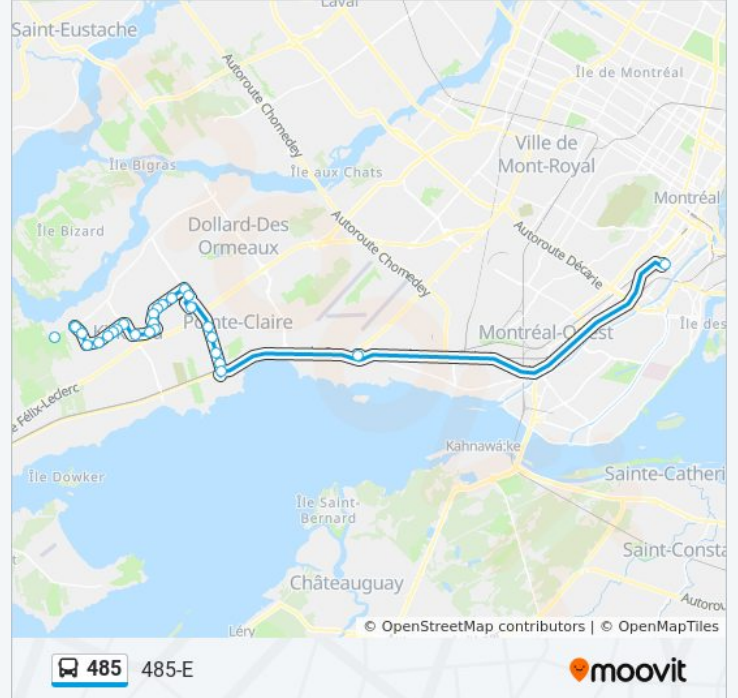 Laval
Saint-Eustache
Autoroute Chomedey
Île de Montréal
Ville de
Mont-Royal
Île Bigras
Île aux Chats
Montréal
Île Bizard
Dollard-Des
Ormeaux
Autoroute Chomedey
Autoroute Décarie
Pointe-Claire
Montréal-Ouest
Île des
Félix-Leclerc
Kahnawá:ke
Île Dowker
Sainte-Catheri
Île Saint-
Bernard
Saint-Consta
Châteauguay
Autorou
Léry
© OpenStreetMap contributors | © OpenMapTiles
485 485-E
moovit